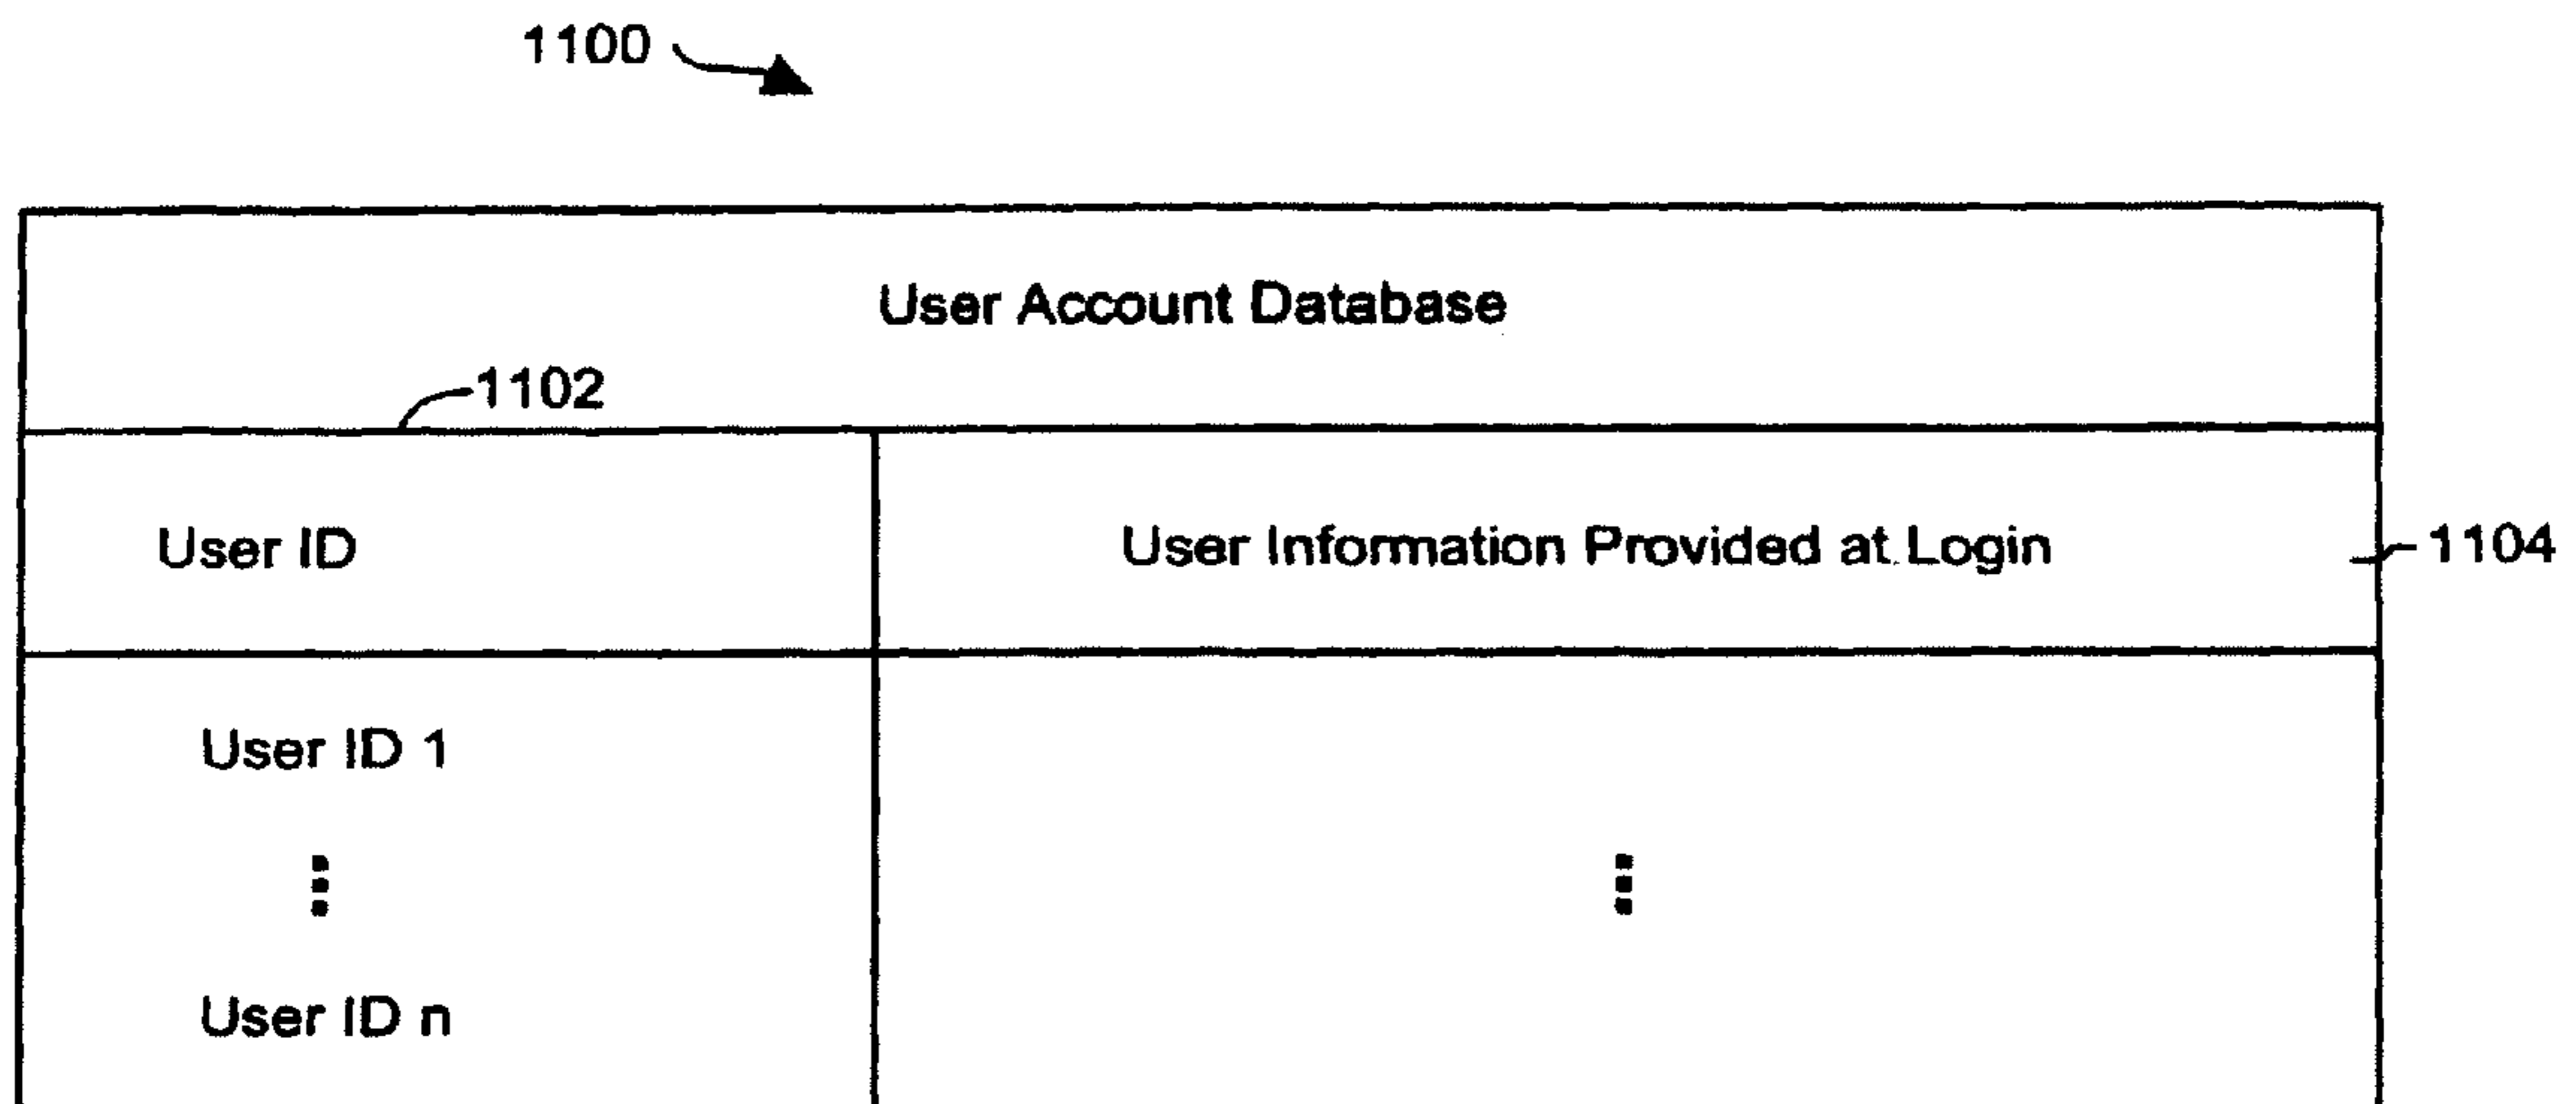 1100
User Account Database
1102
User ID
User Information Provided at Login
1104
User ID 1
User ID n